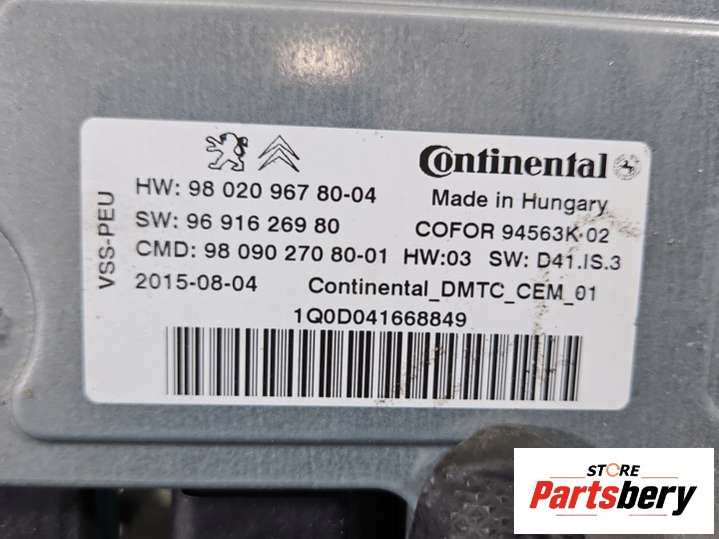 Continental
HW: 98 020 967 80-04
Made in Hungary
SW: 96 916 269 80
COFOR 94563K-02
CMD: 98 090 270 80-01 HW:03 SW: D41.IS.3
2015-08-04 Continental_DMTC_CEM_01
1Q0D041668849
VSS-PEU
STORE
Partsbery